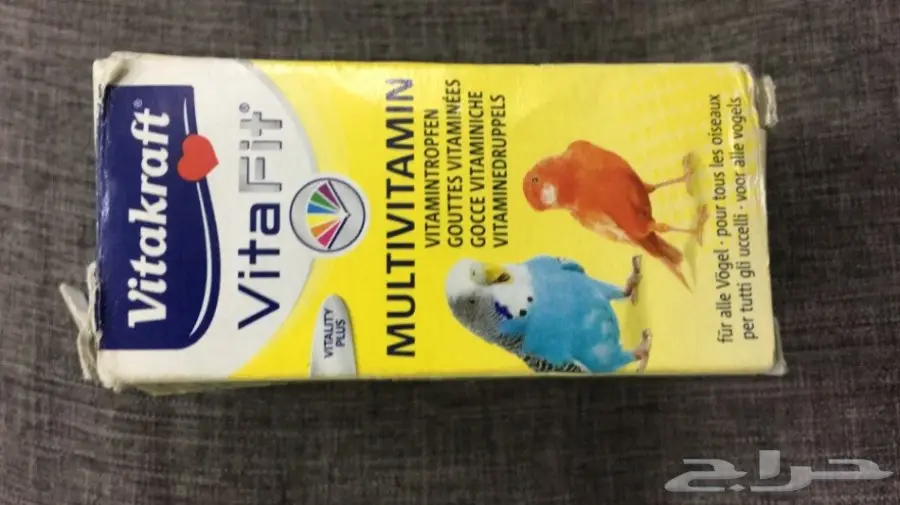 Vitakraft®
VitaFit®
VITALITY
PLUS
MULTIVITAMIN
VITAMINTROPFEN
GOUTTES VITAMINÉES
GOCCE VITAMINICHE
VITAMINEDRUPPELS
für alle Vögel · pour tous les oiseaux
per tutti gli uccelli · voor alle vogels
حراج